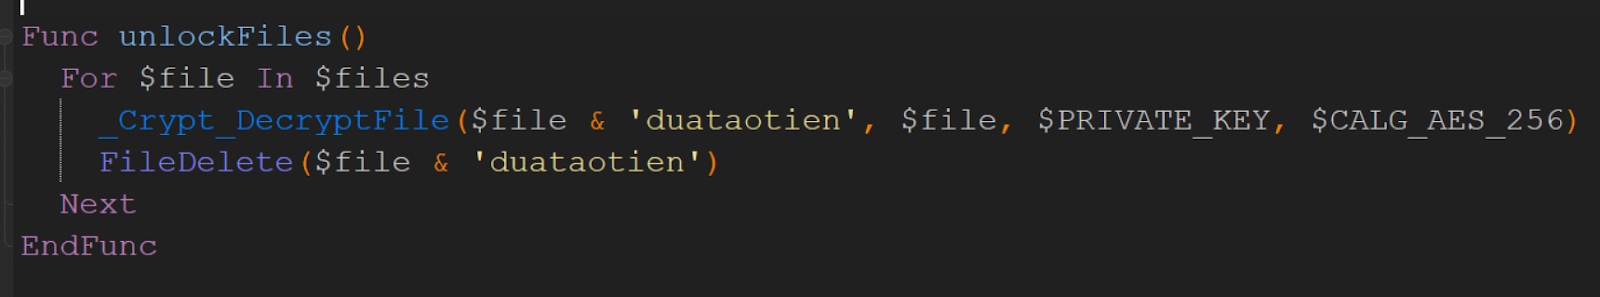 Func unlockFiles()
For $file In $files
_Crypt_DecryptFile($file & 'duataotien', $file, $PRIVATE_KEY, $CALG_AES_256)
FileDelete($file & 'duataotien')
Next
EndFunc